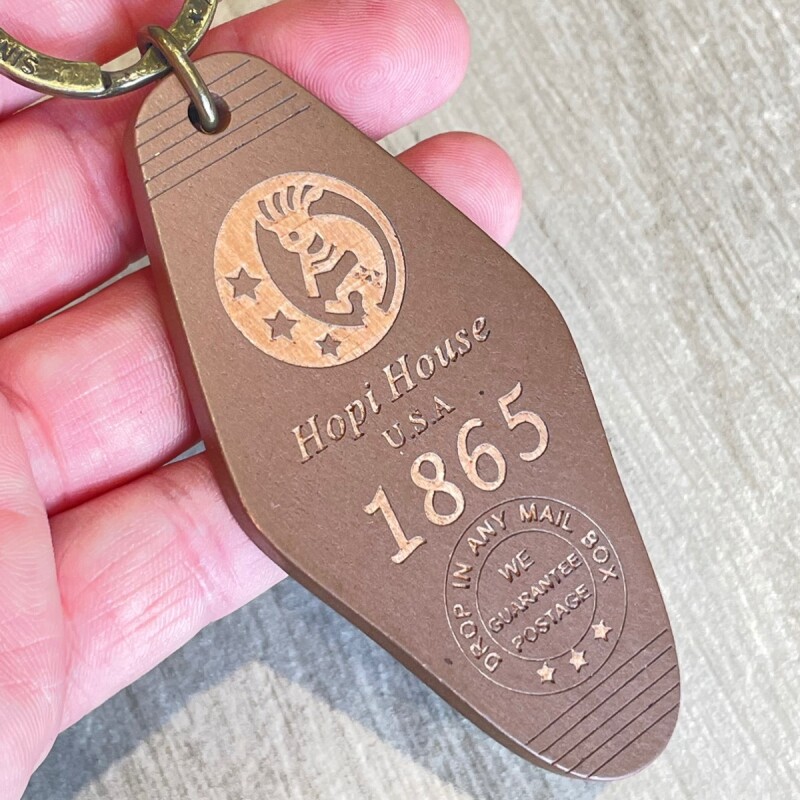 Hopi House
U.S.A
1865
DROP IN ANY MAIL BOX
WE
GUARANTEE
POSTAGE